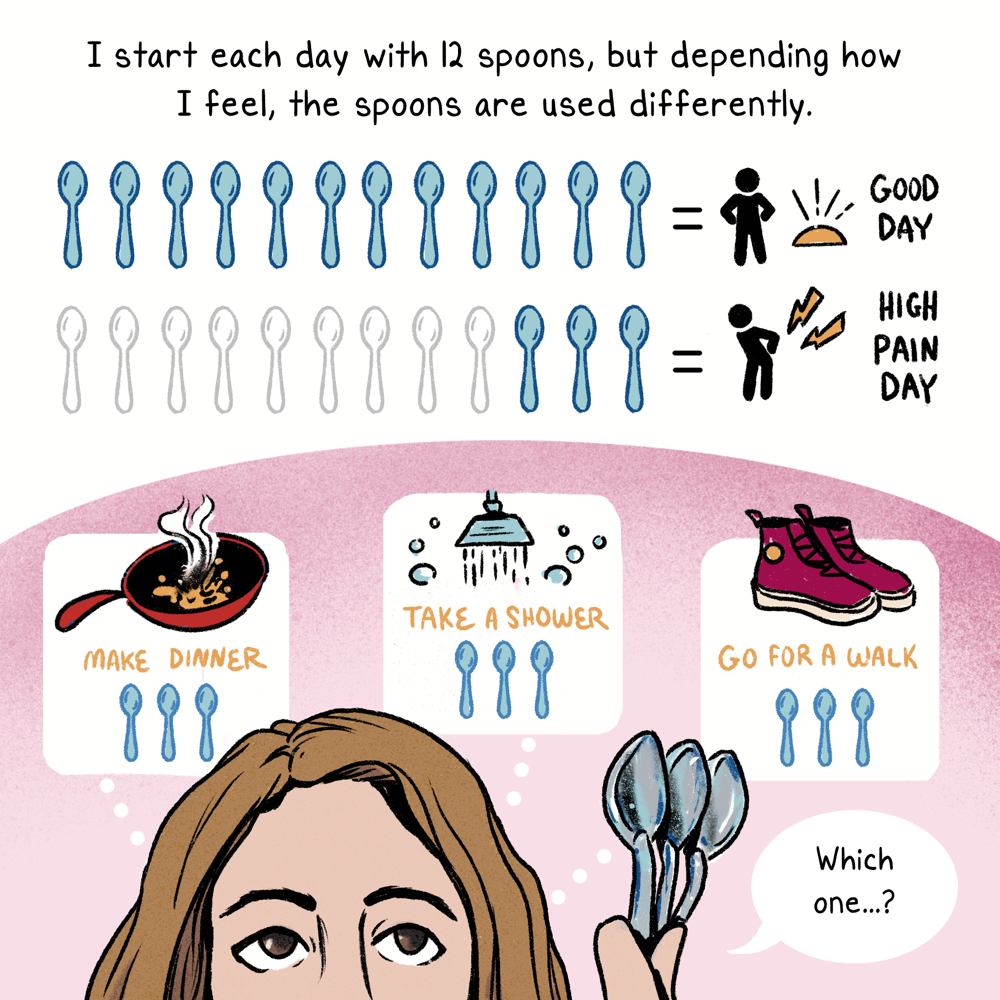 I start each day with 12 spoons, but depending how
I feel, the spoons are used differently.
=
GOOD
DAY
=
HIGH
PAIN
DAY
MAKE DINNER
TAKE A SHOWER
GO FOR A WALK
Which
one...?